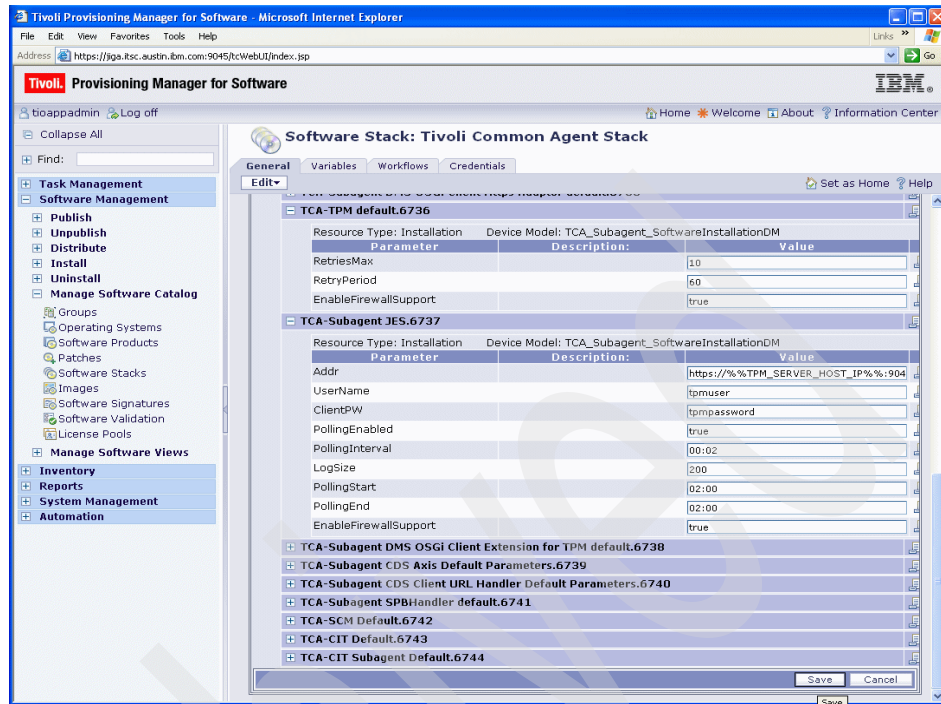 Tivoli Provisioning Manager for Software - Microsoft Internet Explorer
File Edit View Favorites Tools Help Links »
Address https://jiga.itsc.austin.ibm.com:9045/tcWebUI/index.jsp Go
Tivoli. Provisioning Manager for Software IBM®
tioappadmin Log off Home Welcome About Information Center
Collapse All
Find:
Task Management
Software Management
Publish
Unpublish
Distribute
Install
Uninstall
Manage Software Catalog
Groups
Operating Systems
Software Products
Patches
Software Stacks
Images
Software Signatures
Software Validation
License Pools
Manage Software Views
Inventory
Reports
System Management
Automation
Software Stack: Tivoli Common Agent Stack
General Variables Workflows Credentials
Edit Set as Home Help
TCA-TPM default.6736
Resource Type: Installation Device Model: TCA_Subagent_SoftwareInstallationDM
Parameter Description: Value
RetriesMax 10
RetryPeriod 60
EnableFirewallSupport true
TCA-Subagent JES.6737
Resource Type: Installation Device Model: TCA_Subagent_SoftwareInstallationDM
Parameter Description: Value
Addr https://%%TPM_SERVER_HOST_IP%%:904
UserName tpmuser
ClientPW tpmpassword
PollingEnabled true
PollingInterval 00:02
LogSize 200
PollingStart 02:00
PollingEnd 02:00
EnableFirewallSupport true
TCA-Subagent DMS OSGi Client Extension for TPM default.6738
TCA-Subagent CDS Axis Default Parameters.6739
TCA-Subagent CDS Client URL Handler Default Parameters.6740
TCA-Subagent SPBHandler default.6741
TCA-SCM Default.6742
TCA-CIT Default.6743
TCA-CIT Subagent Default.6744
Save Cancel
Save